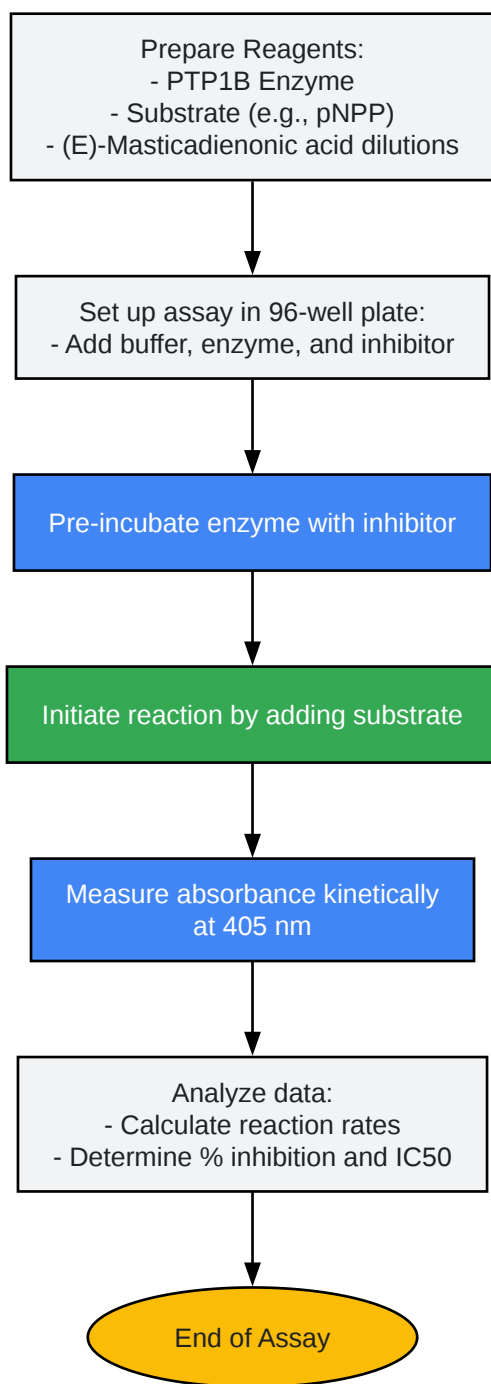 Prepare Reagents:
- PTP1B Enzyme
- Substrate (e.g., pNPP)
- (E)-Masticadienonic acid dilutions
Set up assay in 96-well plate:
- Add buffer, enzyme, and inhibitor
Pre-incubate enzyme with inhibitor
Initiate reaction by adding substrate
Measure absorbance kinetically
at 405 nm
Analyze data:
- Calculate reaction rates
- Determine % inhibition and IC50
End of Assay